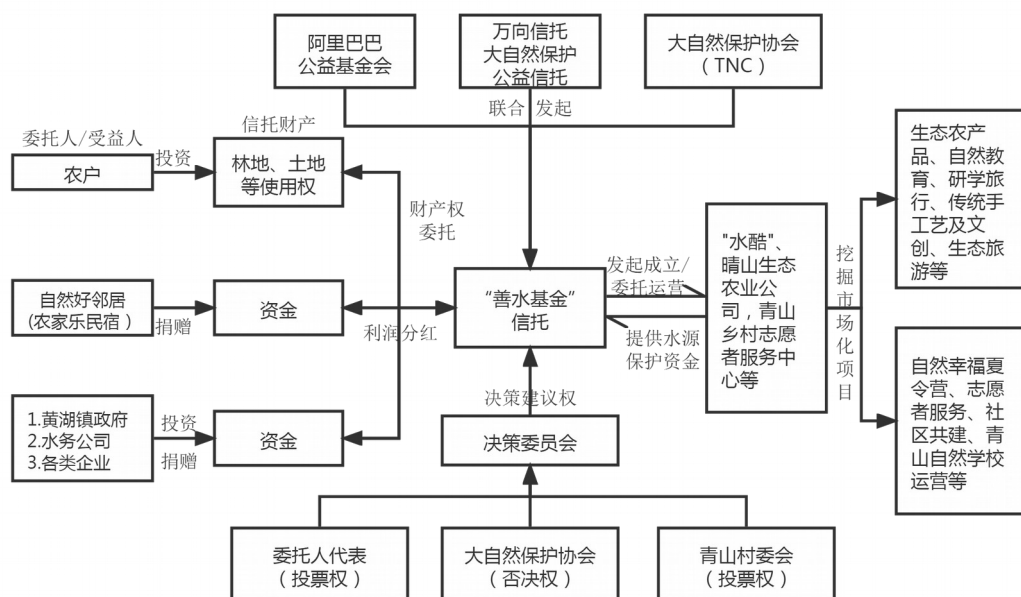 阿里巴巴
公益基金会
万向信托
大自然保护
公益信托
大自然保护协会
（TNC）
联合 发起
委托人/受益人
农户
投资
信托财产
林地、土地
等使用权
财产权
委托
自然好邻居
(农家乐民宿）
捐赠
资金
利润分红
1.黄湖镇政府
2.水务公司
3.各类企业
投资
捐赠
资金
“善水基金”
信托
发起成立/
委托运营
提供水源
保护资金
"水酷"、
晴山生态
农业公
司，青山
乡村志愿
者服务中
心等
挖掘市场化项目
生态农产
品、自然教
育、研学旅
行、传统手
工艺及文
创、生态旅
游等
自然幸福夏
令营、志愿
者服务、社
区共建、青
山自然学校
运营等
决策建议权
决策委员会
委托人代表
（投票权）
大自然保护协会
（否决权）
青山村委会
（投票权）